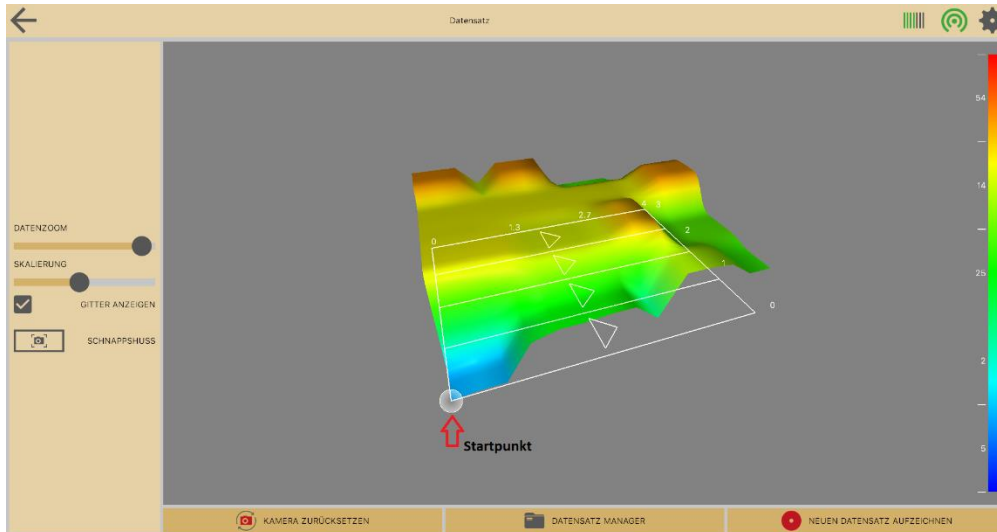 Datensatz
54
14
25
2
5
DATENZOOM
SKALIERUNG
GITTER ANZEIGEN
SCHNAPPSHUSS
0
1.3
2.7
4
3
2
1
0
Startpunkt
KAMERA ZURÜCKSETZEN
DATENSATZ MANAGER
NEUEN DATENSATZ AUFZEICHNEN